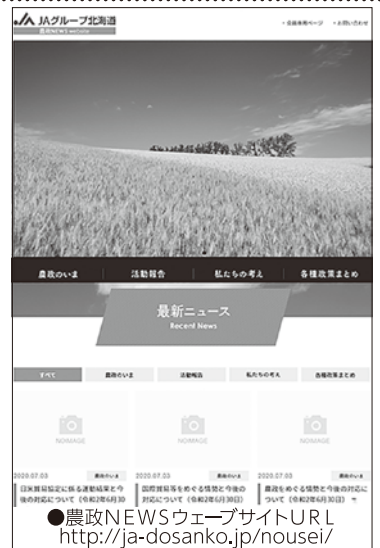 JAグループ北海道
農政NEWS website
・会員専用ページ ・お問い合わせ
農政のいま 活動報告 私たちの考え 各種政策まとめ
最新ニュース
Recent News
すべて 農政のいま 活動報告 私たちの考え 各種政策まとめ
NOIMAGE NOIMAGE NOIMAGE
2020.07.03 農政のいま 2020.07.03 農政のいま 2020.07.03 農政のいま
日米貿易協定に係る運動結果と今 国際貿易等をめぐる情勢と今後の 農政をめぐる情勢と今後の対応に
後の対応について(令和2年6月30 対応について(令和2年6月30日) ついて(令和2年6月30日)
●農政NEWSウェーブサイトURL
http://ja-dosanko.jp/nousei/